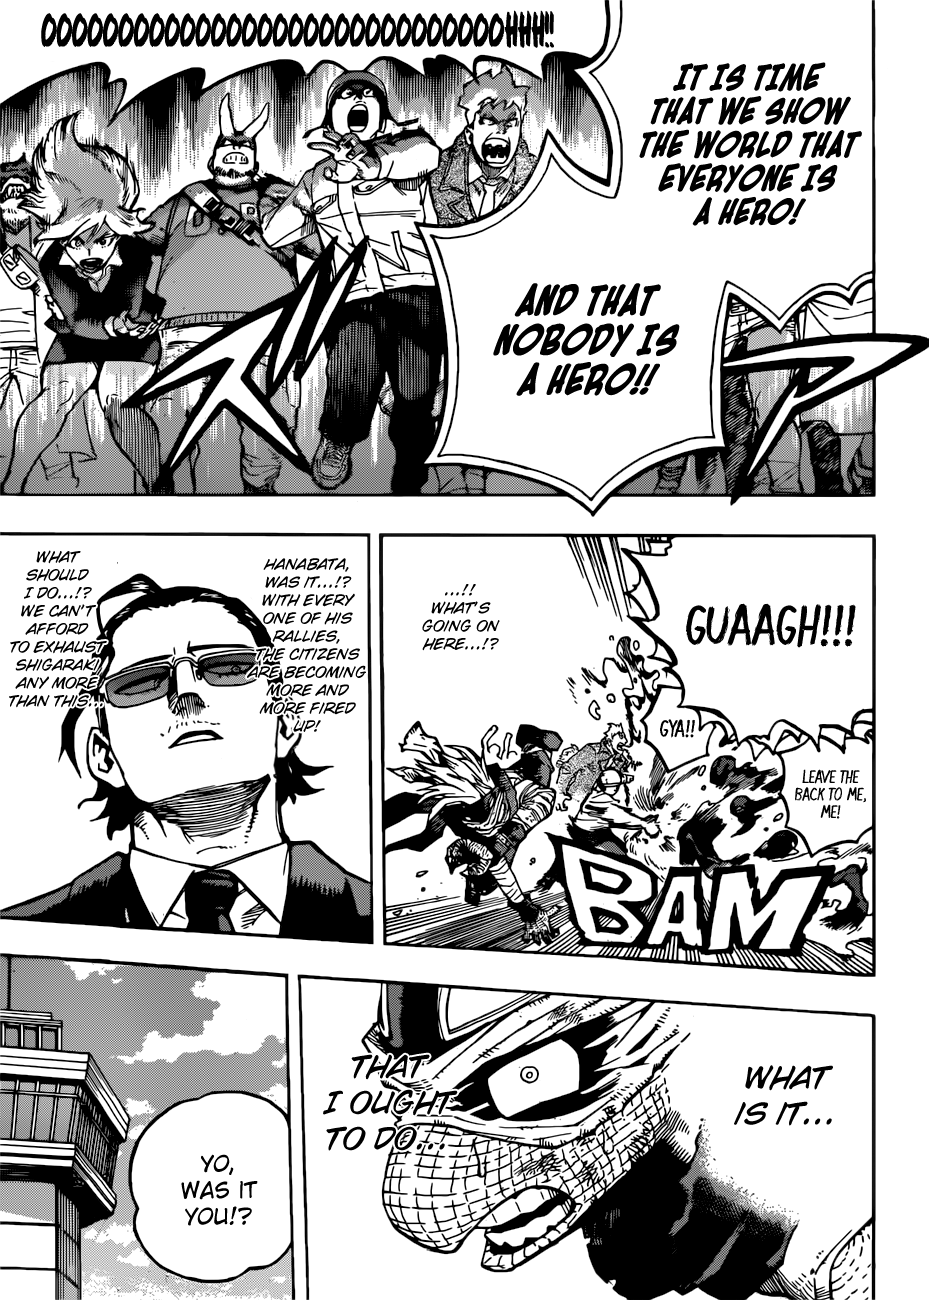 OOOOOOOOOOOOOOOOOOOOOOOOOOOOOOOOHHH!!
IT IS TIME
THAT WE SHOW
THE WORLD THAT
EVERYONE IS
A HERO!
AND THAT
NOBODY IS
A HERO!!
ズ
ア
GUAAGH!!!
GYA!!
LEAVE THE
BACK TO ME,
ME!
...!!
WHAT'S
GOING ON
HERE...!?
BAM
HANABATA,
WAS IT...!?
WITH EVERY
ONE OF HIS
RALLIES,
THE CITIZENS
ARE BECOMING
MORE AND
MORE FIRED
UP!
WHAT
SHOULD
I DO...!?
WE CAN'T
AFFORD
TO EXHAUST
SHIGARAKI
ANY MORE
THAN THIS...
WHAT
IS IT...
THAT
I OUGHT
TO DO...
YO,
WAS IT
YOU!?